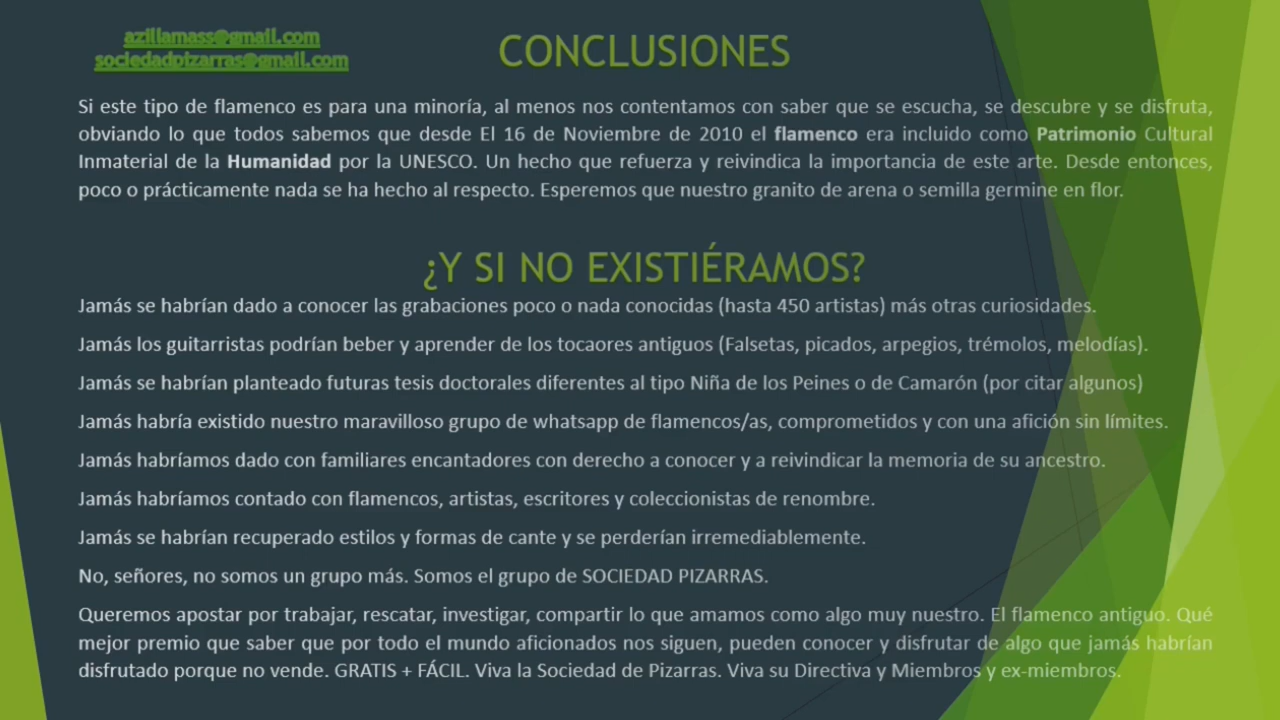 azillamass@gmail.com
sociedadpizarras@gmail.com
CONCLUSIONES
Si este tipo de flamenco es para una minoría, al menos nos contentamos con saber que se escucha, se descubre y se disfruta,
obviando lo que todos sabemos que desde El 16 de Noviembre de 2010 el flamenco era incluido como Patrimonio Cultural
Inmaterial de la Humanidad por la UNESCO. Un hecho que refuerza y reivindica la importancia de este arte. Desde entonces,
poco o prácticamente nada se ha hecho al respecto. Esperemos que nuestro granito de arena o semilla germine en flor.
¿Y SI NO EXISTIÉRAMOS?
Jamás se habrían dado a conocer las grabaciones poco o nada conocidas (hasta 450 artistas) más otras curiosidades.
Jamás los guitarristas podrían beber y aprender de los tocaores antiguos (Falsetas, picados, arpegios, trémolos, melodías).
Jamás se habrían planteado futuras tesis doctorales diferentes al tipo Niña de los Peines o de Camarón (por citar algunos)
Jamás habría existido nuestro maravilloso grupo de whatsapp de flamencos/as, comprometidos y con una afición sin límites.
Jamás habríamos dado con familiares encantadores con derecho a conocer y a reivindicar la memoria de su ancestro.
Jamás habríamos contado con flamencos, artistas, escritores y coleccionistas de renombre.
Jamás se habrían recuperado estilos y formas de cante y se perderían irremediablemente.
No, señores, no somos un grupo más. Somos el grupo de SOCIEDAD PIZARRAS.
Queremos apostar por trabajar, rescatar, investigar, compartir lo que amamos como algo muy nuestro. El flamenco antiguo. Qué
mejor premio que saber que por todo el mundo aficionados nos siguen, pueden conocer y disfrutar de algo que jamás habrían
disfrutado porque no vende. GRATIS + FÁCIL. Viva la Sociedad de Pizarras. Viva su Directiva y Miembros y ex-miembros.